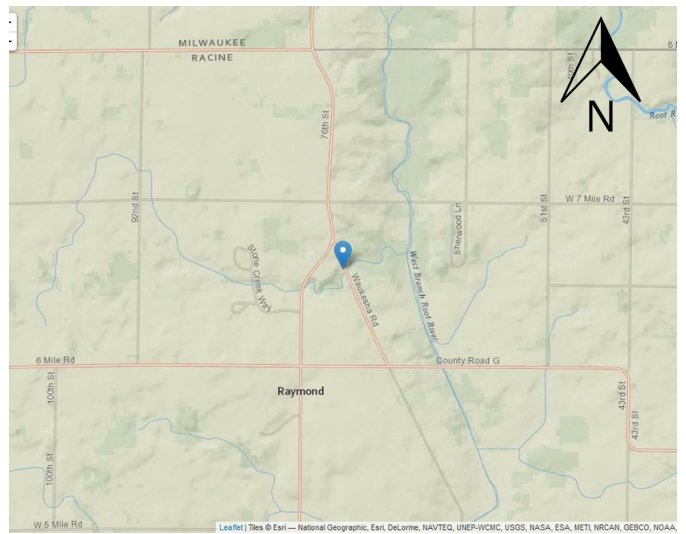 MILWAUKEE
RACINE
76th St
N
Root R
92nd St
W 7 Mile Rd
51st St
43rd St
Sherwood Ln
Stone Creek Way
West Branch Root River
Waukesha Rd
6 Mile Rd
County Road G
100th St
Raymond
43rd St
43rd St
100th St
W 5 Mile Rd
Leaflet | Tiles © Esri — National Geographic, Esri, DeLorme, NAVTEQ, UNEP-WCMC, USGS, NASA, ESA, METI, NRCAN, GEBCO, NOAA,